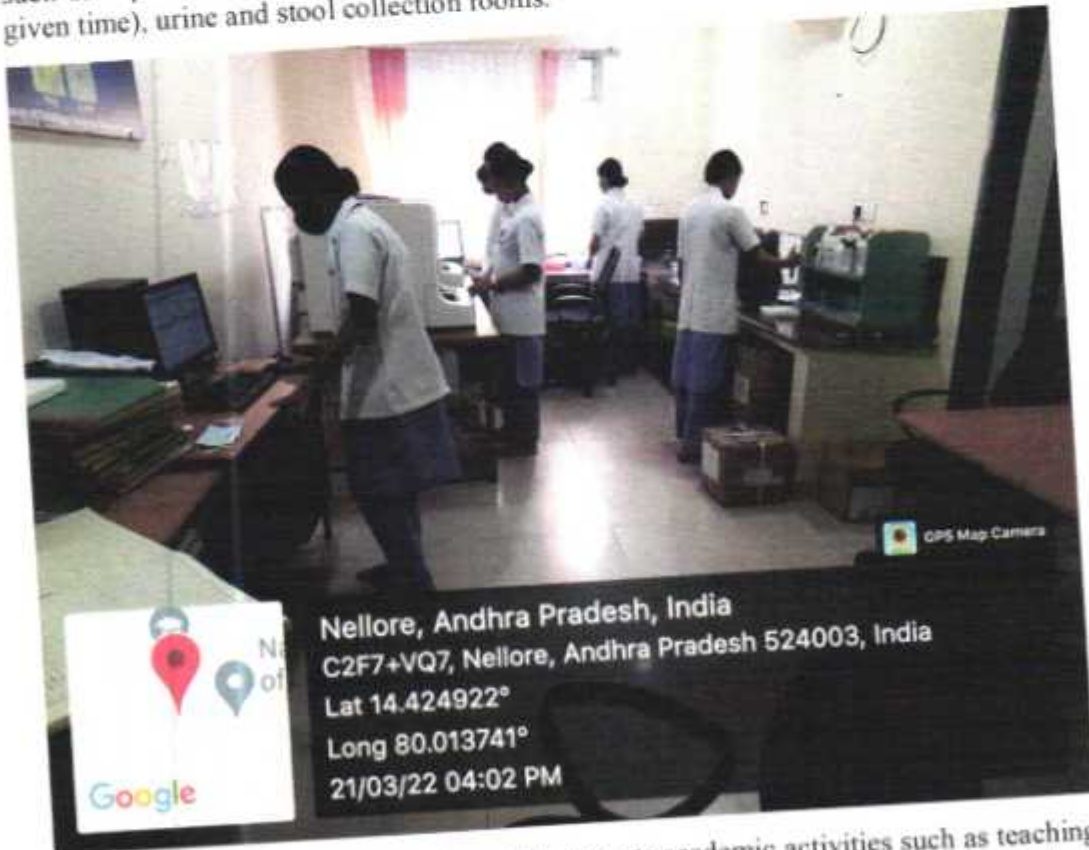 given time), urine and stool collection rooms.
GPS Map Camera
Nellore, Andhra Pradesh, India
C2F7+VQ7, Nellore, Andhra Pradesh 524003, India
Lat 14.424922°
Long 80.013741°
21/03/22 04:02 PM
Na
of
Google
academic activities such as teaching